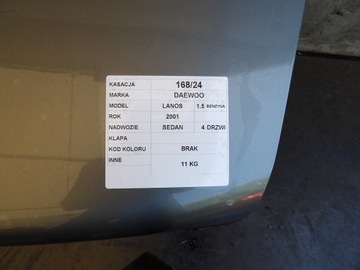 KASACJA 168/24
MARKA DAEWOO
MODEL LANOS 1.5 BENZYNA
ROK 2001
NADWOZIE SEDAN 4 DRZWI
KLAPA
KOD KOLORU BRAK
INNE 11 KG